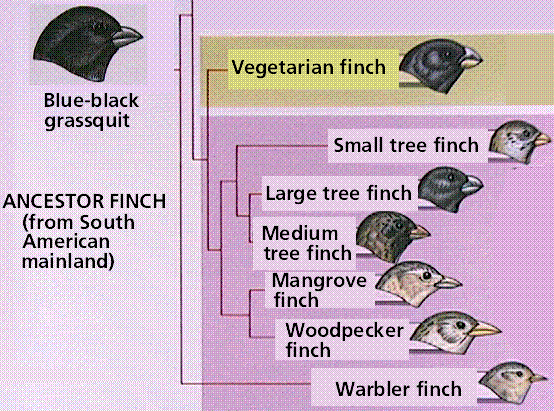 Blue-black
grassquit
ANCESTOR FINCH
(from South
American
mainland)
Vegetarian finch
Small tree finch
Large tree finch
Medium
tree finch
Mangrove
finch
Woodpecker
finch
Warbler finch